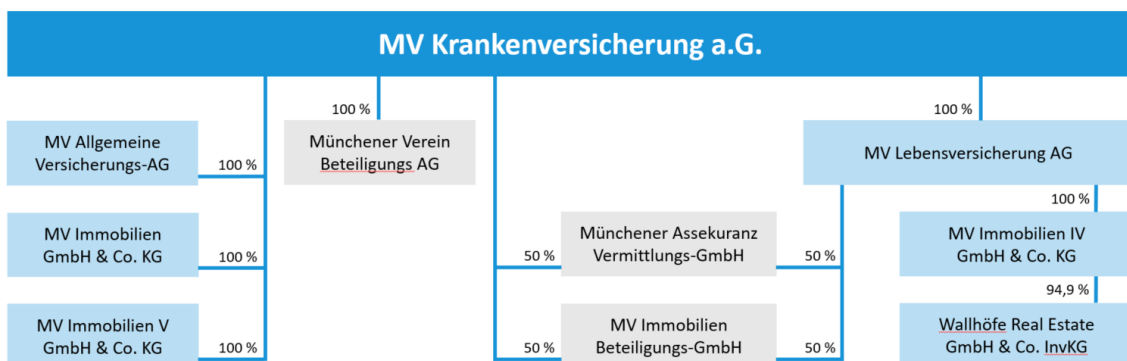 MV Krankenversicherung a.G.
100 %
Münchener Verein
Beteiligungs AG
100 %
MV Lebensversicherung AG
MV Allgemeine
Versicherungs-AG
100 %
MV Immobilien
GmbH & Co. KG
100 %
MV Immobilien V
GmbH & Co. KG
100 %
50 %
Münchener Assekuranz
Vermittlungs-GmbH
50 %
50 %
MV Immobilien
Beteiligungs-GmbH
50 %
100 %
MV Immobilien IV
GmbH & Co. KG
94,9 %
Wallhöfe Real Estate
GmbH & Co. InvKG